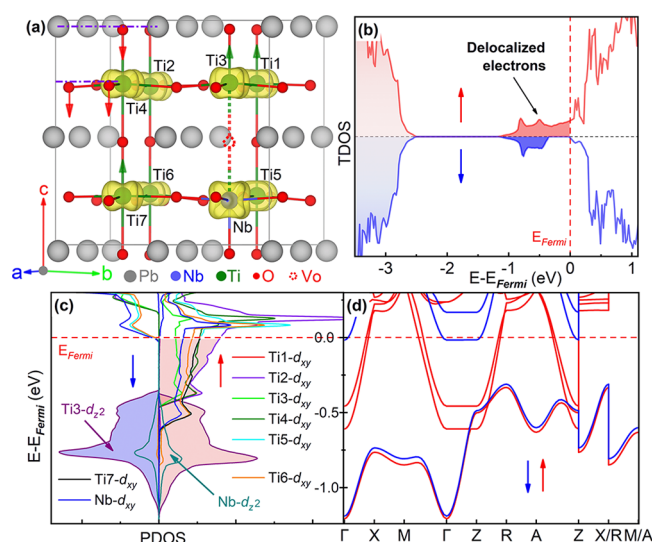 (a)
Ti2
Ti3
Ti1
Ti4
Ti6
Ti5
Ti7
Nb
c
a
b
Pb
Nb
Ti
O
Vo
(b)
Delocalized
electrons
TDOS
E_Fermi
-3 -2 -1 0 1
E-E_Fermi (eV)
(c)
E_Fermi
Ti1-d_xy
Ti2-d_xy
Ti3-d_xy
Ti4-d_xy
Ti5-d_xy
Ti6-d_xy
Ti3-d_z2
Ti7-d_xy
Nb-d_xy
Nb-d_z2
E-E_Fermi (eV)
PDOS
(d)
0.0
-0.5
-1.0
Γ X M Γ Z R A Z X/R M/A